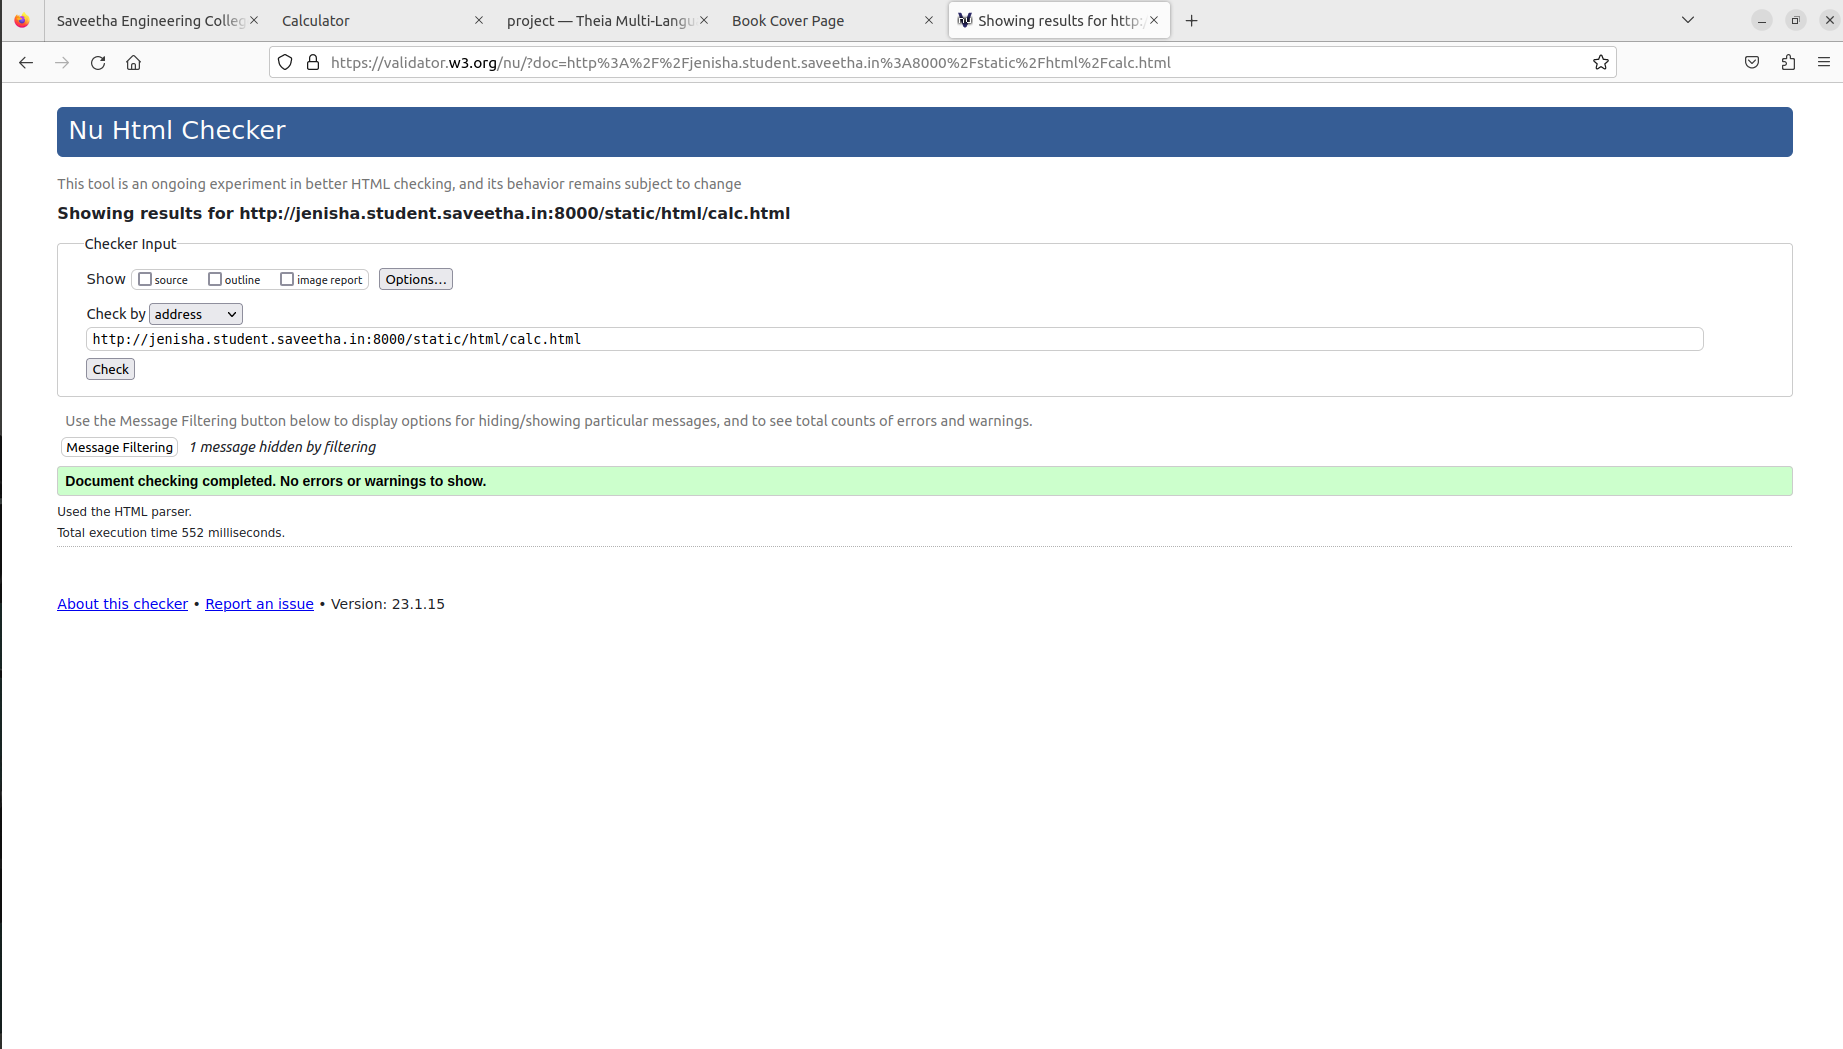 Saveetha Engineering Colleg
Calculator
project — Theia Multi-Langu
Book Cover Page
Showing results for http:/
https://validator.w3.org/nu/?doc=http%3A%2F%2Fjenisha.student.saveetha.in%3A8000%2Fstatic%2Fhtml%2Fcalc.html
Nu Html Checker
This tool is an ongoing experiment in better HTML checking, and its behavior remains subject to change
Showing results for http://jenisha.student.saveetha.in:8000/static/html/calc.html
Checker Input
Show source outline image report Options...
Check by address
http://jenisha.student.saveetha.in:8000/static/html/calc.html
Check
Use the Message Filtering button below to display options for hiding/showing particular messages, and to see total counts of errors and warnings.
Message Filtering 1 message hidden by filtering
Document checking completed. No errors or warnings to show.
Used the HTML parser.
Total execution time 552 milliseconds.
About this checker • Report an issue • Version: 23.1.15